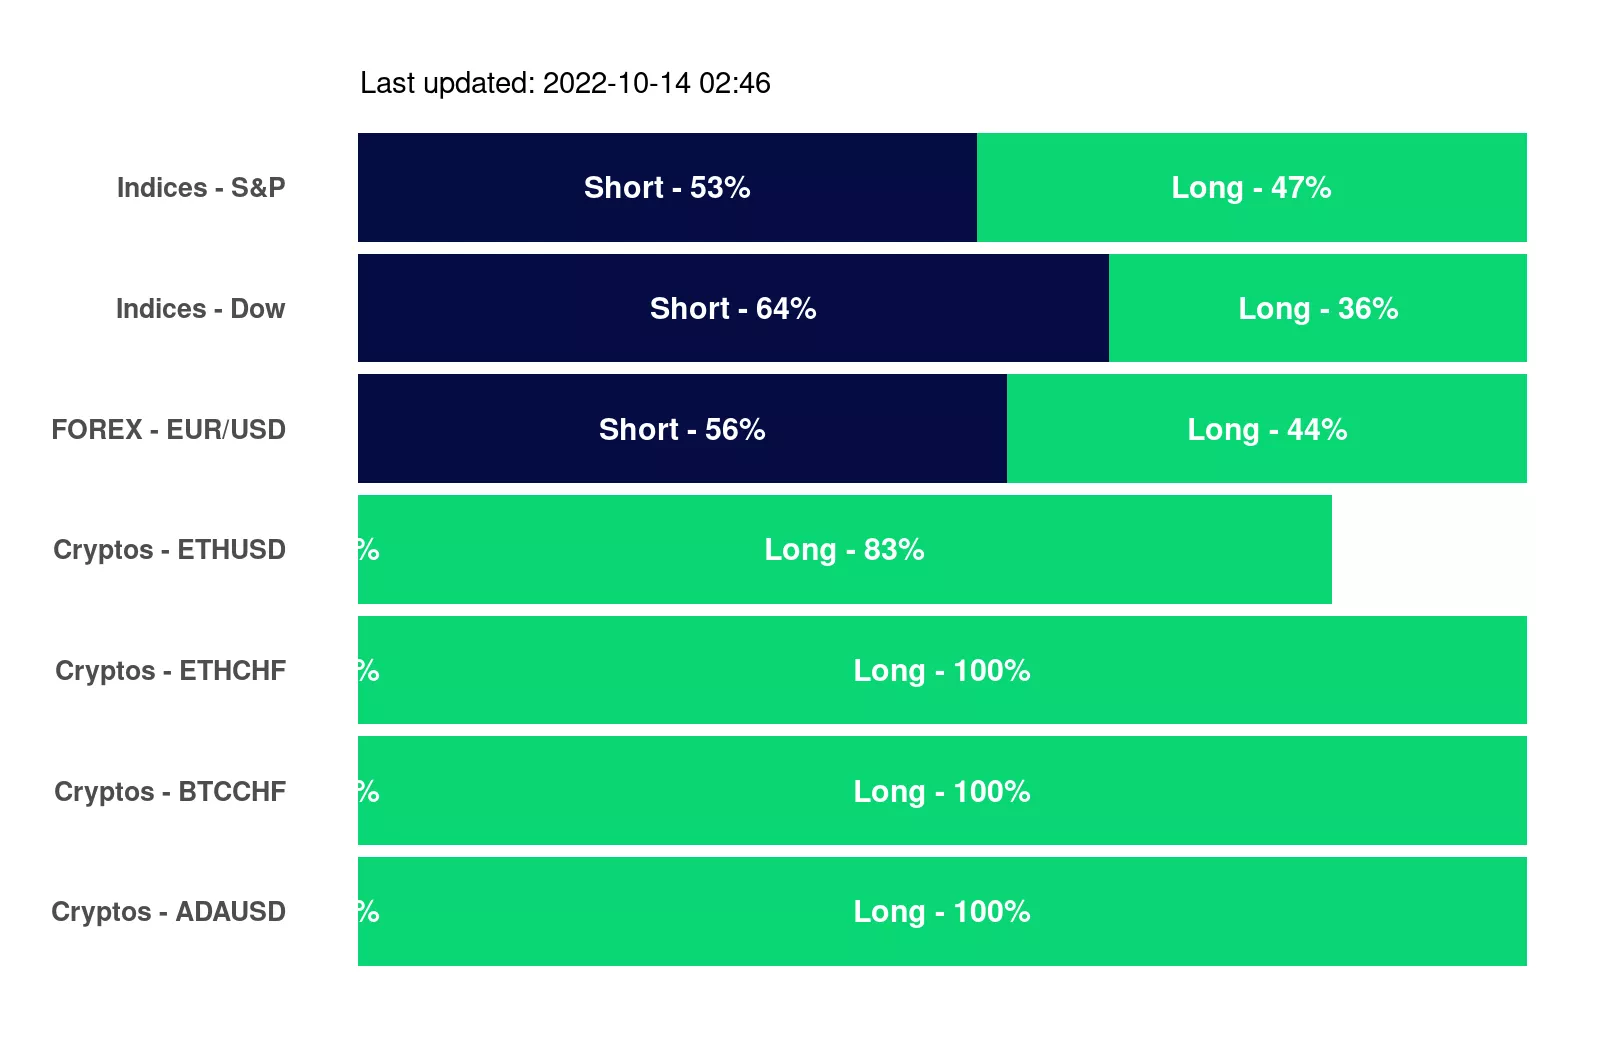 Last updated: 2022-10-14 02:46
Indices - S&P Short - 53% Long - 47%
Indices - Dow Short - 64% Long - 36%
FOREX - EUR/USD Short - 56% Long - 44%
Cryptos - ETHUSD % Long - 83%
Cryptos - ETHCHF % Long - 100%
Cryptos - BTCCHF % Long - 100%
Cryptos - ADAUSD % Long - 100%